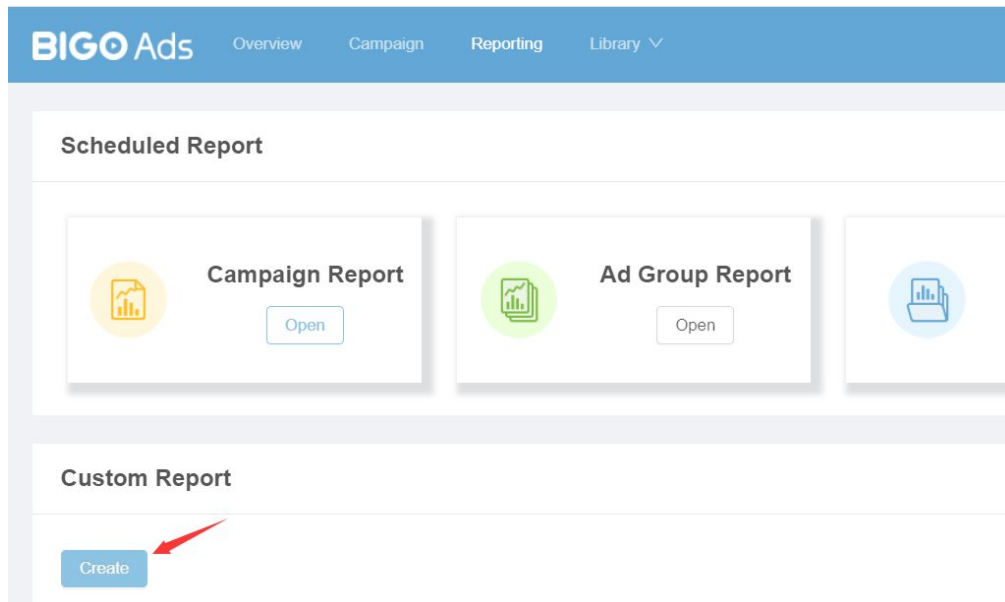 BIGO Ads Overview Campaign Reporting Library
Scheduled Report
Campaign Report
Open
Ad Group Report
Open
Custom Report
Create